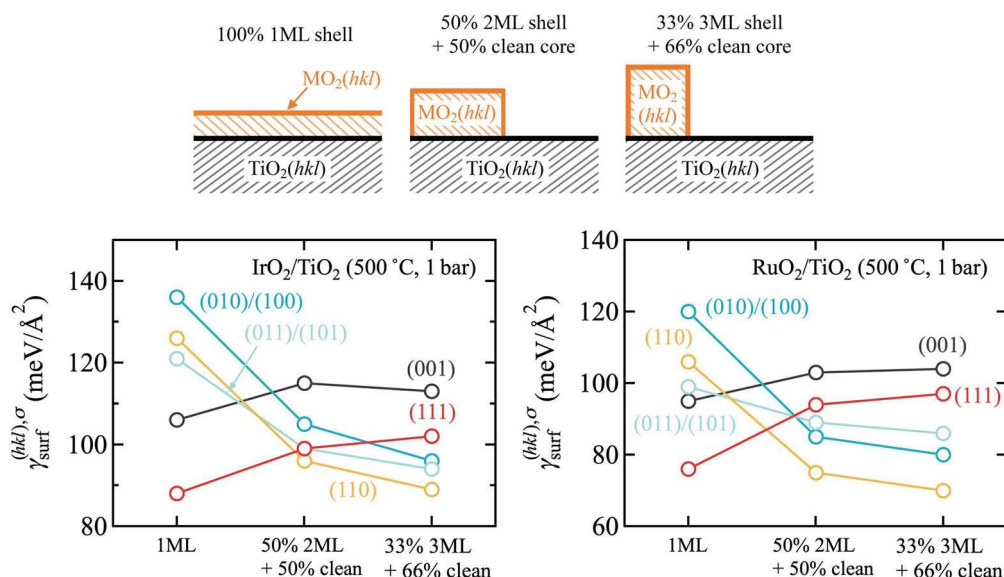 100% 1ML shell
50% 2ML shell
+ 50% clean core
33% 3ML shell
+ 66% clean core
MO₂(hkl)
MO₂(hkl)
MO₂
(hkl)
TiO₂(hkl)
TiO₂(hkl)
TiO₂(hkl)
γ_surf^(hkl),σ (meV/Å²)
140
120
100
80
IrO₂/TiO₂ (500 °C, 1 bar)
(010)/(100)
(011)/(101)
(001)
(111)
(110)
1ML
50% 2ML
+ 50% clean
33% 3ML
+ 66% clean
γ_surf^(hkl),σ (meV/Å²)
140
120
100
80
60
RuO₂/TiO₂ (500 °C, 1 bar)
(010)/(100)
(110)
(001)
(111)
(011)/(101)
1ML
50% 2ML
+ 50% clean
33% 3ML
+ 66% clean